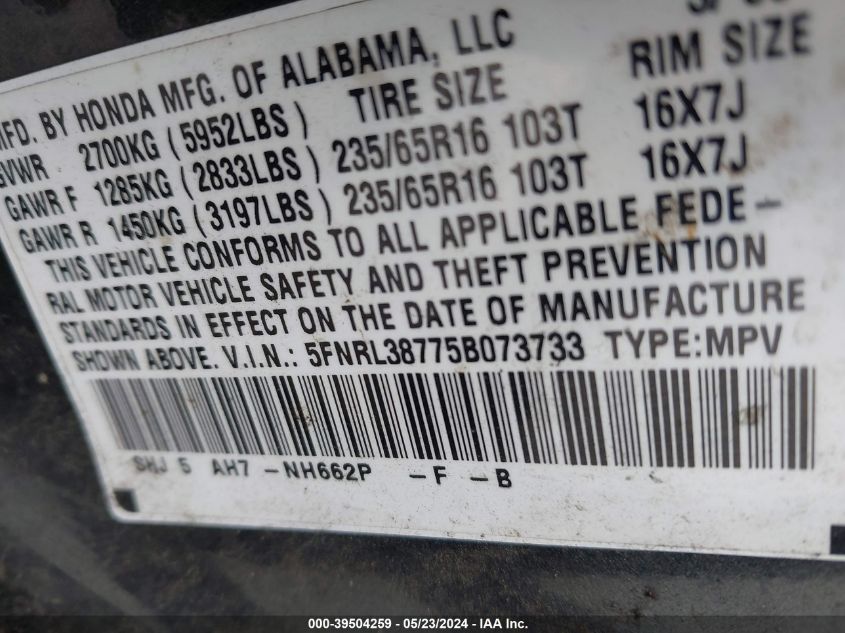 MFD. BY HONDA MFG. OF ALABAMA, LLC
GVWR 2700KG (5952LBS) TIRE SIZE RIM SIZE
GAWR F 1285KG (2833LBS) 235/65R16 103T 16X7J
GAWR R 1450KG (3197LBS) 235/65R16 103T 16X7J
THIS VEHICLE CONFORMS TO ALL APPLICABLE FEDE-
RAL MOTOR VEHICLE SAFETY AND THEFT PREVENTION
STANDARDS IN EFFECT ON THE DATE OF MANUFACTURE
SHOWN ABOVE. V.I.N.: 5FNRL38775B073733 TYPE:MPV
SHJ 5 AH7 -NH662P -F -B
000-39504259 - 05/23/2024 - IAA Inc.